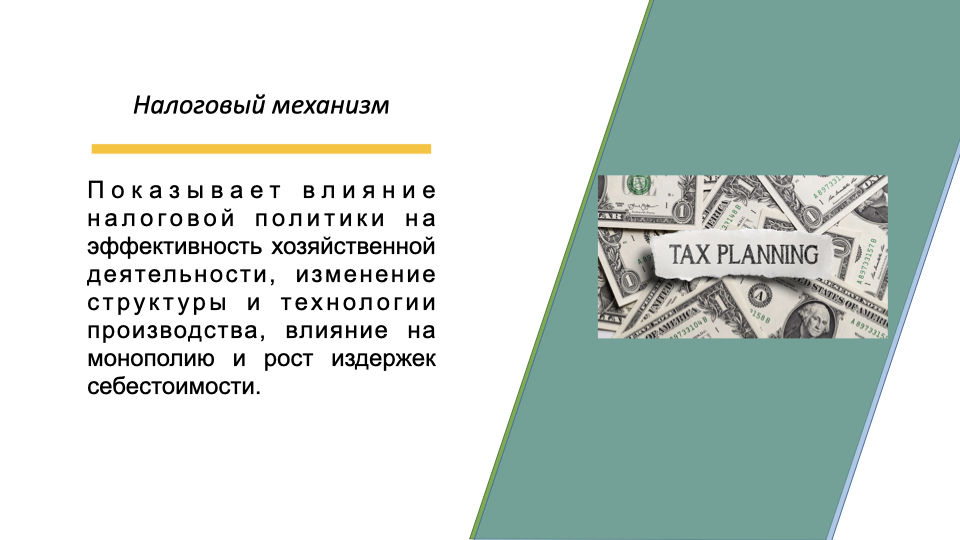 Налоговый механизм
Показывает влияние
налоговой политики на
эффективность хозяйственной
деятельности, изменение
структуры и технологии
производства, влияние на
монополию и рост издержек
себестоимости.
TAX PLANNING